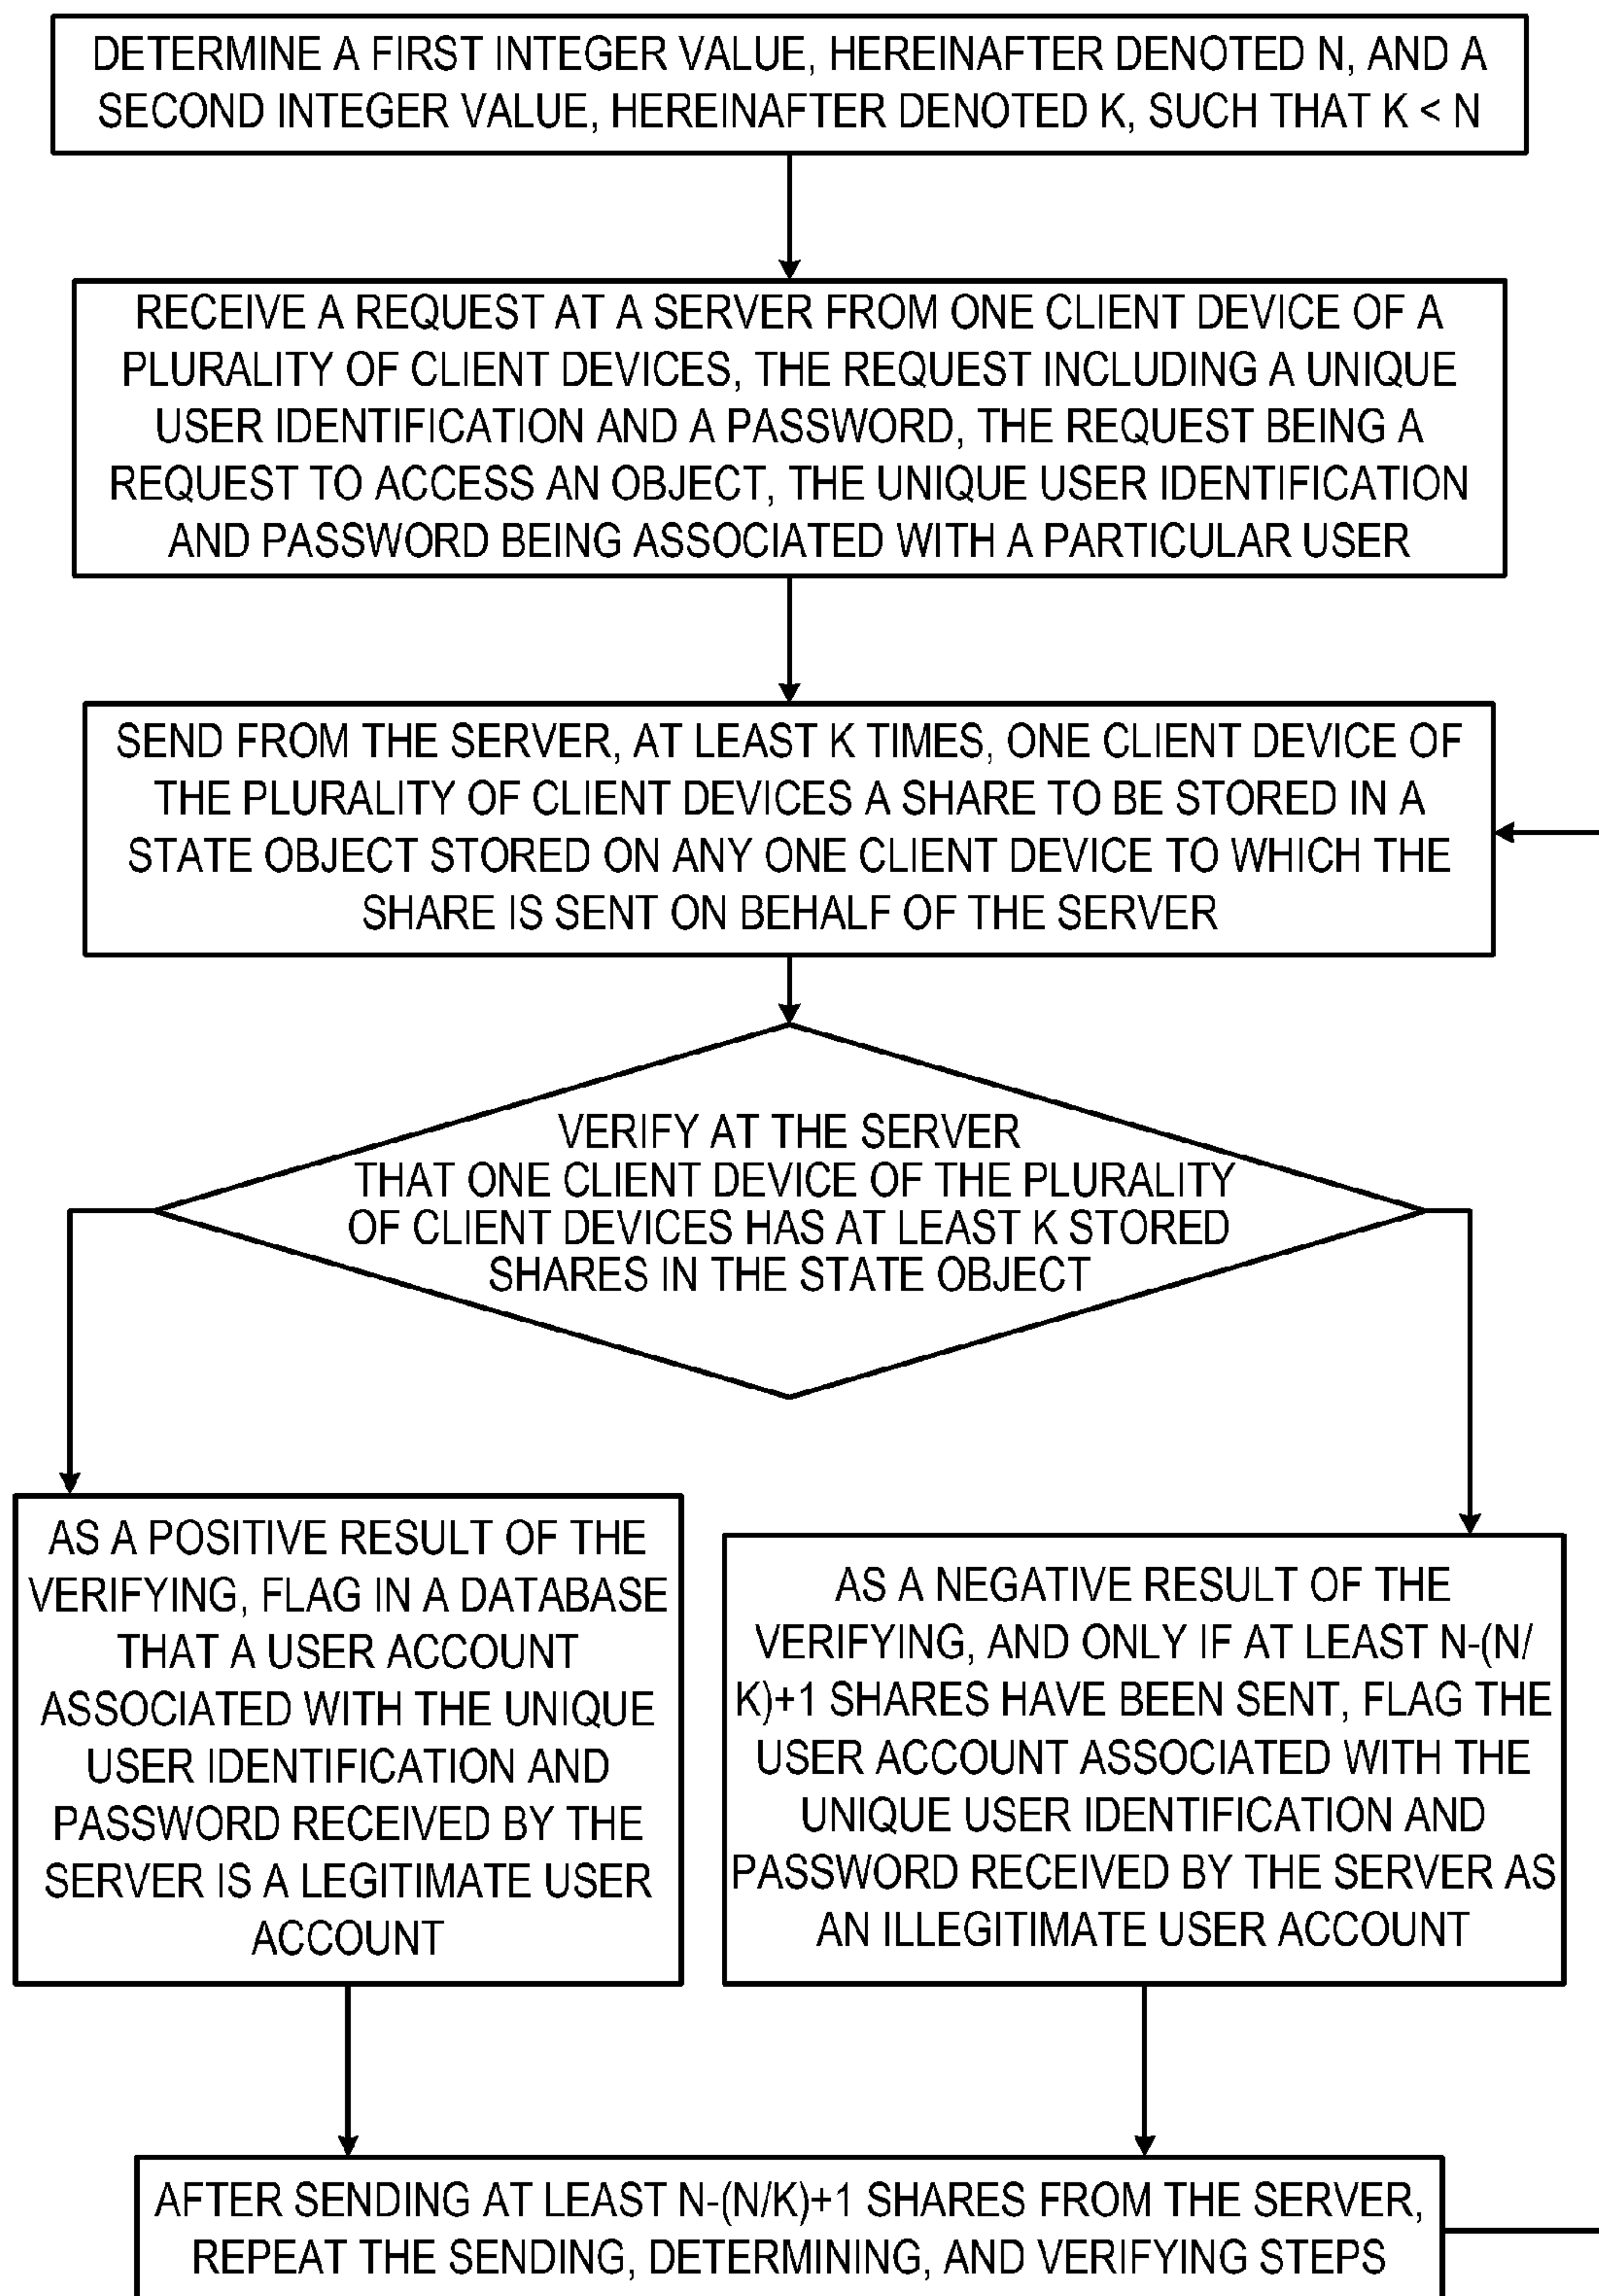 DETERMINE A FIRST INTEGER VALUE, HEREINAFTER DENOTED N, AND A
SECOND INTEGER VALUE, HEREINAFTER DENOTED K, SUCH THAT K < N
RECEIVE A REQUEST AT A SERVER FROM ONE CLIENT DEVICE OF A
PLURALITY OF CLIENT DEVICES, THE REQUEST INCLUDING A UNIQUE
USER IDENTIFICATION AND A PASSWORD, THE REQUEST BEING A
REQUEST TO ACCESS AN OBJECT, THE UNIQUE USER IDENTIFICATION
AND PASSWORD BEING ASSOCIATED WITH A PARTICULAR USER
SEND FROM THE SERVER, AT LEAST K TIMES, ONE CLIENT DEVICE OF
THE PLURALITY OF CLIENT DEVICES A SHARE TO BE STORED IN A
STATE OBJECT STORED ON ANY ONE CLIENT DEVICE TO WHICH THE
SHARE IS SENT ON BEHALF OF THE SERVER
VERIFY AT THE SERVER
THAT ONE CLIENT DEVICE OF THE PLURALITY
OF CLIENT DEVICES HAS AT LEAST K STORED
SHARES IN THE STATE OBJECT
AS A POSITIVE RESULT OF THE
VERIFYING, FLAG IN A DATABASE
THAT A USER ACCOUNT
ASSOCIATED WITH THE UNIQUE
USER IDENTIFICATION AND
PASSWORD RECEIVED BY THE
SERVER IS A LEGITIMATE USER
ACCOUNT
AS A NEGATIVE RESULT OF THE
VERIFYING, AND ONLY IF AT LEAST N-(N/
K)+1 SHARES HAVE BEEN SENT, FLAG THE
USER ACCOUNT ASSOCIATED WITH THE
UNIQUE USER IDENTIFICATION AND
PASSWORD RECEIVED BY THE SERVER AS
AN ILLEGITIMATE USER ACCOUNT
AFTER SENDING AT LEAST N-(N/K)+1 SHARES FROM THE SERVER,
REPEAT THE SENDING, DETERMINING, AND VERIFYING STEPS